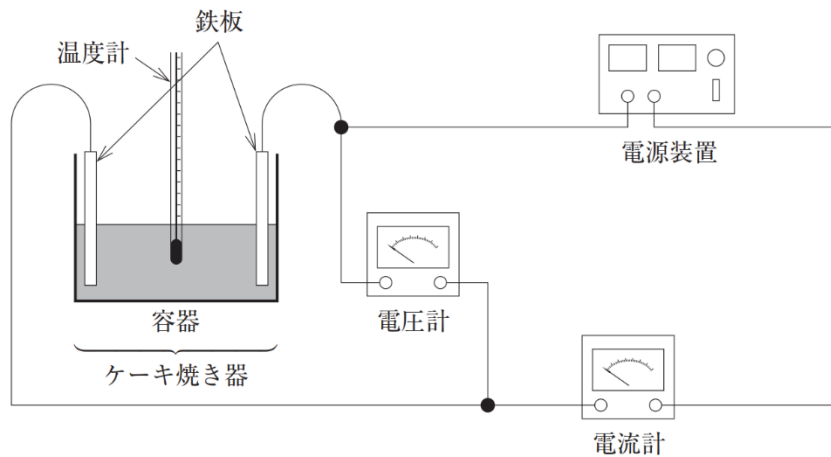 鉄板
温度計
電源装置
容器
電圧計
ケーキ焼き器
電流計